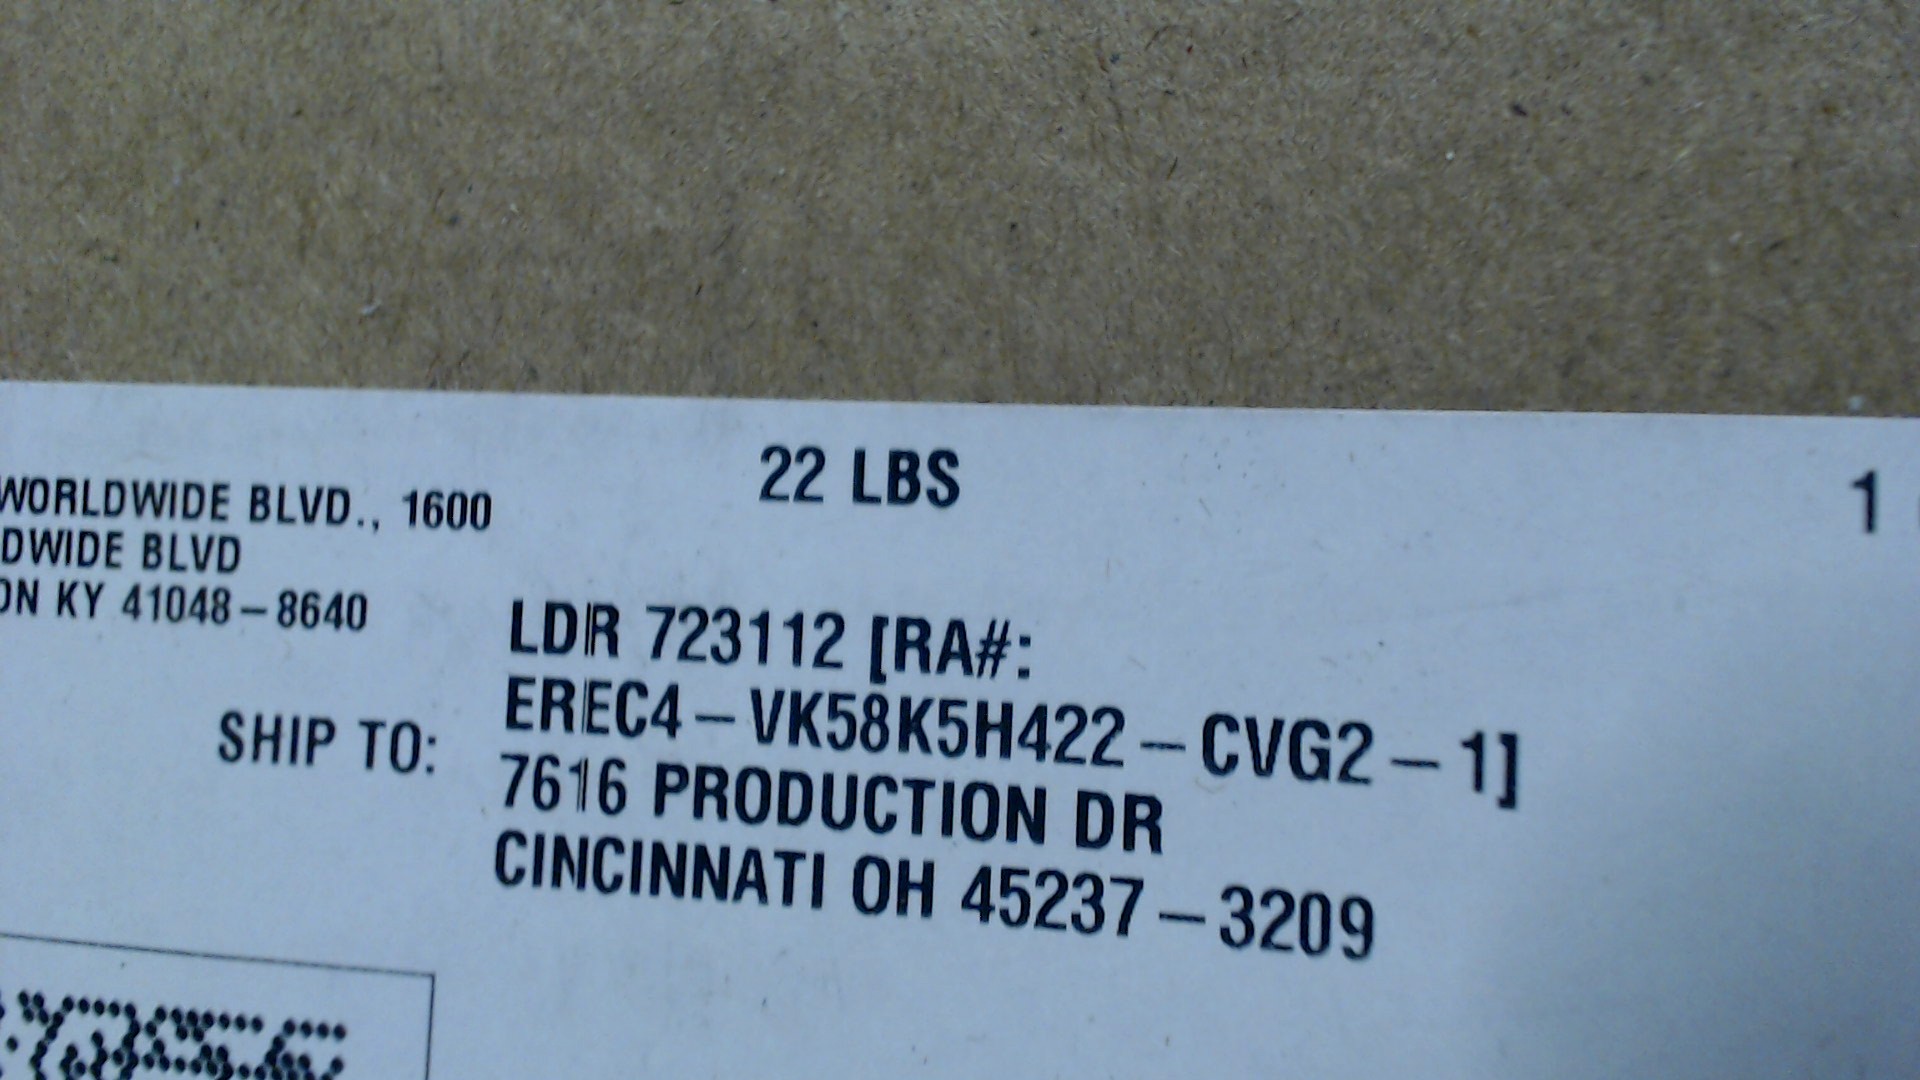 22 LBS
1
WORLDWIDE BLVD., 1600
DWIDE BLVD
ON KY 41048-8640
LDR 723112 [RA#:
EREC4-VK58K5H422-CVG2-1]
SHIP TO:
7616 PRODUCTION DR
CINCINNATI OH 45237-3209